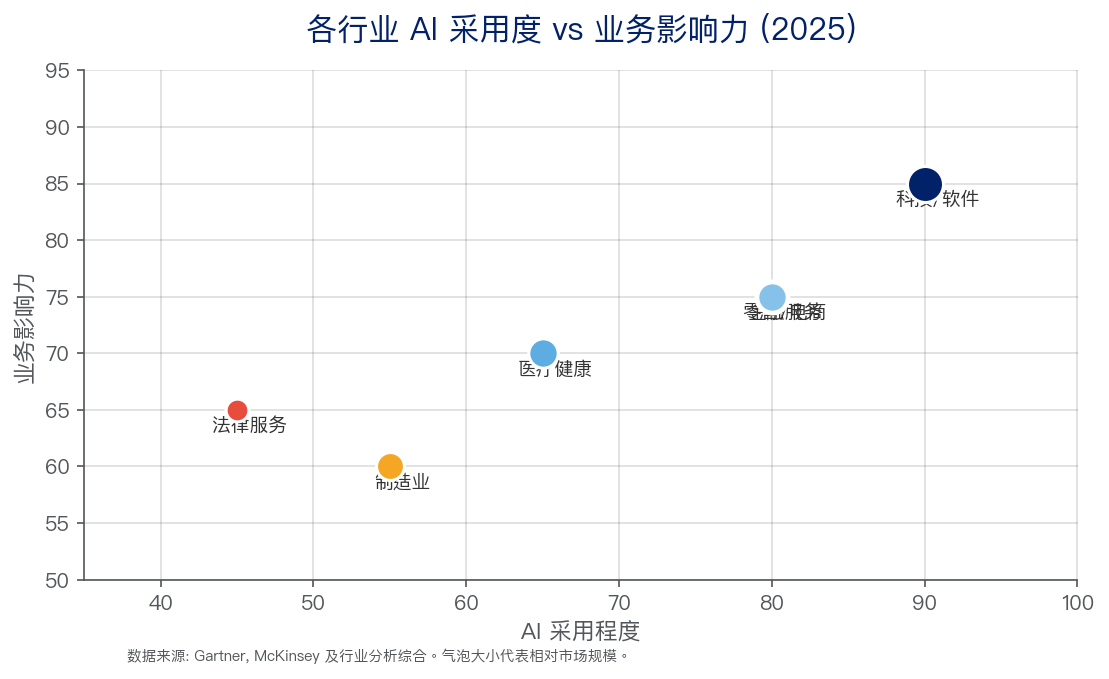 各行业 AI 采用度 vs 业务影响力 (2025)
95
90
85
80
75
70
65
60
55
50
业务影响力
科技/软件
医疗健康
法律服务
制造业
40
50
60
70
80
90
100
AI 采用程度
数据来源: Gartner, McKinsey 及行业分析综合。气泡大小代表相对市场规模。